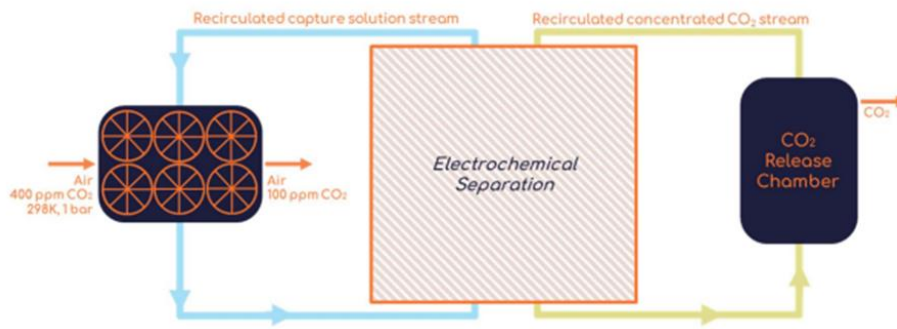 Recirculated capture solution stream
Recirculated concentrated CO₂ stream
Air
400 ppm CO₂
298K, 1 bar
Air
100 ppm CO₂
Electrochemical
Separation
CO₂
Release
Chamber
CO₂